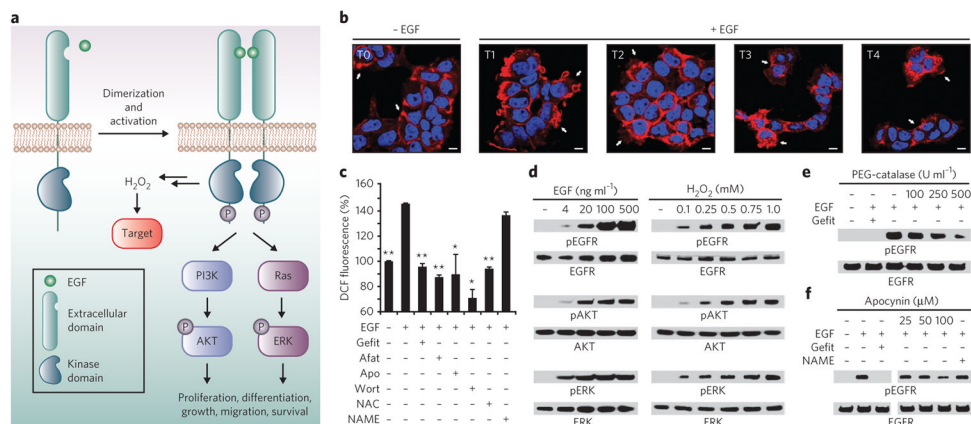 a
EGF
Dimerization
and
activation
H₂O₂
Target
P P
PI3K
Ras
P
AKT
P
ERK
Proliferation, differentiation,
growth, migration, survival
EGF
Extracellular
domain
Kinase
domain
b
– EGF
+ EGF
T0
T1
T2
T3
T4
c
DCF fluorescence (%)
160
140
120
100
80
60
** ** ** * * **
EGF – + + + + + + +
Gefit – – + – – – – –
Afat – – – + – – – –
Apo – – – – + – – –
Wort – – – – – + – –
NAC – – – – – – + –
NAME – – – – – – – +
d
EGF (ng ml⁻¹)
– 4 20 100 500
pEGFR
EGFR
pAKT
AKT
pERK
ERK
H₂O₂ (mM)
– 0.1 0.25 0.5 0.75 1.0
pEGFR
EGFR
pAKT
AKT
pERK
ERK
e
PEG-catalase (U ml⁻¹)
– – – 100 250 500
EGF – + + + + +
Gefit – + – – – –
pEGFR
EGFR
f
Apocynin (μM)
– – – 25 50 100 –
EGF – + + + + + +
Gefit – – + – – – –
NAME – – – – – – +
pEGFR
EGFR